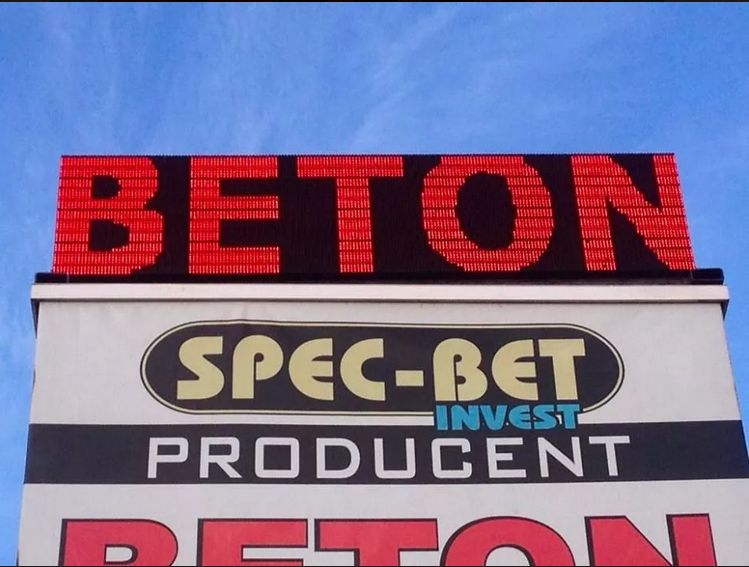 BETON
SPEC-BET
INVEST
PRODUCENT
BETON